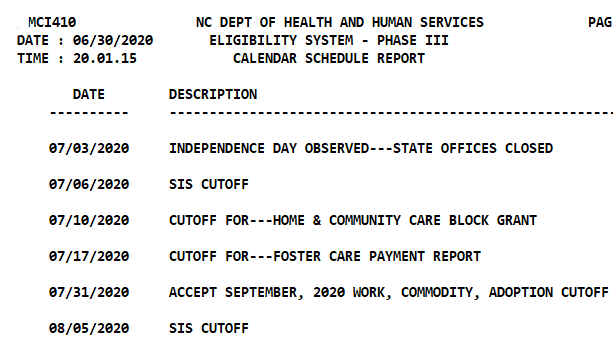 MCI410 NC DEPT OF HEALTH AND HUMAN SERVICES PAG
DATE : 06/30/2020 ELIGIBILITY SYSTEM - PHASE III
TIME : 20.01.15 CALENDAR SCHEDULE REPORT
DATE DESCRIPTION
---------- --------------------------------------------------------
07/03/2020 INDEPENDENCE DAY OBSERVED---STATE OFFICES CLOSED
07/06/2020 SIS CUTOFF
07/10/2020 CUTOFF FOR---HOME & COMMUNITY CARE BLOCK GRANT
07/17/2020 CUTOFF FOR---FOSTER CARE PAYMENT REPORT
07/31/2020 ACCEPT SEPTEMBER, 2020 WORK, COMMODITY, ADOPTION CUTOFF
08/05/2020 SIS CUTOFF